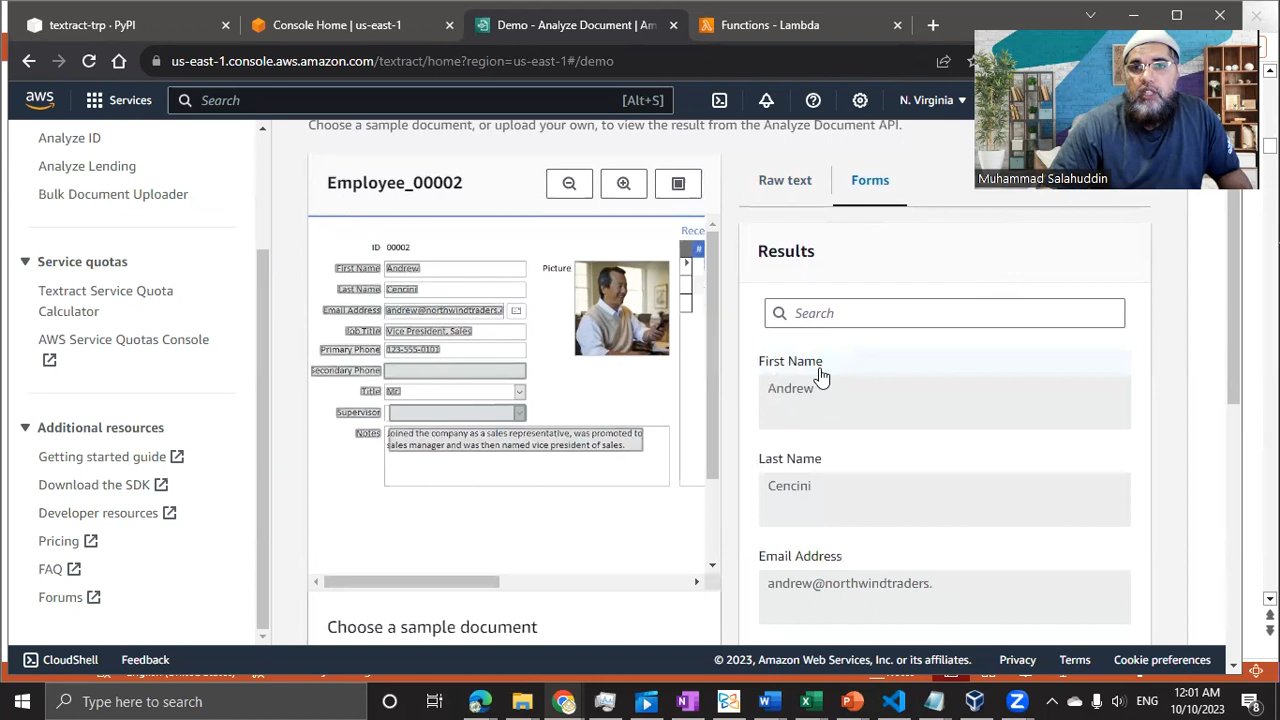 textract-trp · PyPI
Console Home | us-east-1
Demo - Analyze Document | Am
Functions - Lambda
us-east-1.console.aws.amazon.com/textract/home?region=us-east-1#/demo
aws
Services
Search
[Alt+S]
N. Virginia
Muhammad Salahuddin
Analyze ID
Analyze Lending
Bulk Document Uploader
Service quotas
Textract Service Quota
Calculator
AWS Service Quotas Console
Additional resources
Getting started guide
Download the SDK
Developer resources
Pricing
FAQ
Forums
Choose a sample document, or upload your own, to view the result from the Analyze Document API.
Employee_00002
ID 00002
First Name Andrew
Last Name Cencini
Email Address andrew@northwindtraders.
Job Title Vice President, Sales
Primary Phone 123-555-0101
Secondary Phone
Title Mr.
Supervisor
Notes Joined the company as a sales representative, was promoted to
sales manager and was then named vice president of sales.
Picture
Rece
#
Choose a sample document
Raw text
Forms
Results
Search
First Name
Andrew
Last Name
Cencini
Email Address
andrew@northwindtraders.
CloudShell
Feedback
© 2023, Amazon Web Services, Inc. or its affiliates.
Privacy
Terms
Cookie preferences
Type here to search
ENG
12:01 AM
10/10/2023
8